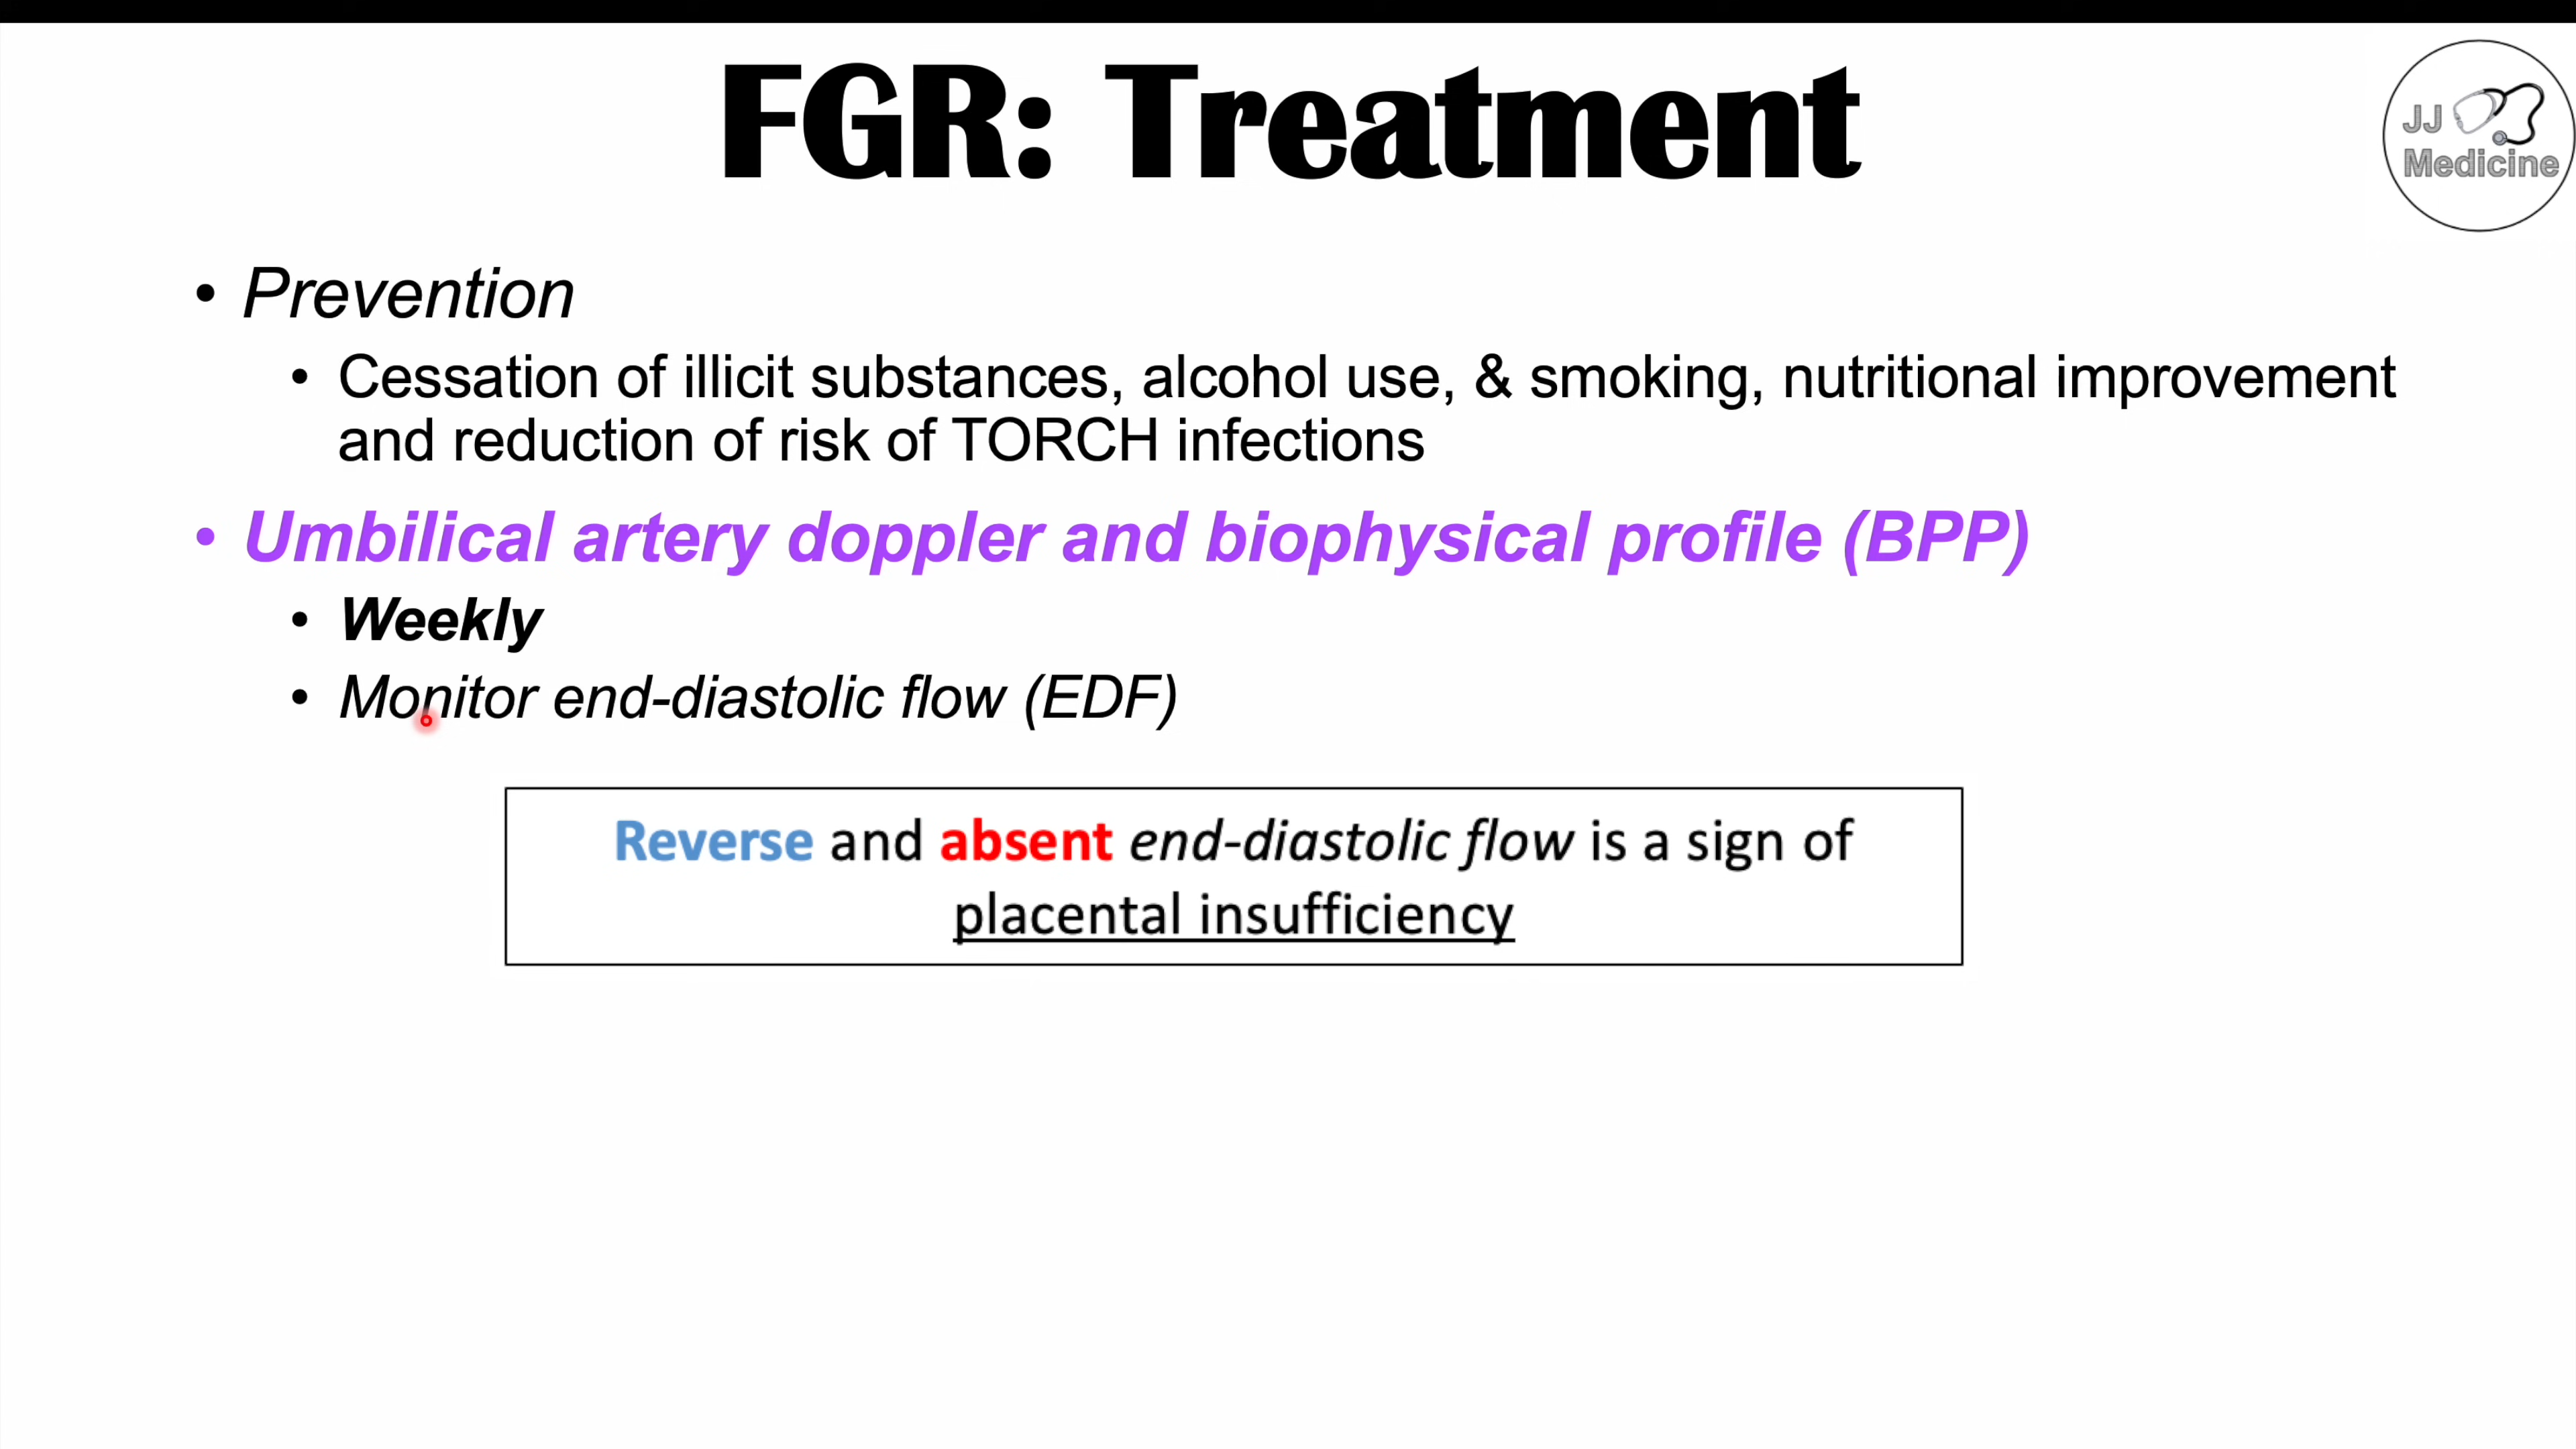 FGR: Treatment
JJ
Medicine
• Prevention
• Cessation of illicit substances, alcohol use, & smoking, nutritional improvement
and reduction of risk of TORCH infections
• Umbilical artery doppler and biophysical profile (BPP)
• Weekly
• Monitor end-diastolic flow (EDF)
Reverse and absent end-diastolic flow is a sign of
placental insufficiency